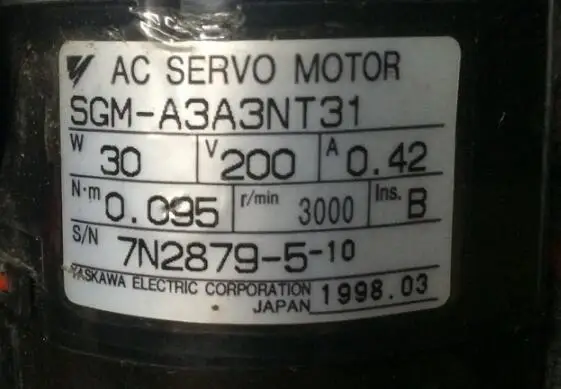 AC SERVO MOTOR
SGM-A3A3NT31
W 30 V 200 A 0.42
N·m 0.095 r/min 3000 Ins. B
S/N 7N2879-5-10
YASKAWA ELECTRIC CORPORATION
JAPAN 1998.03